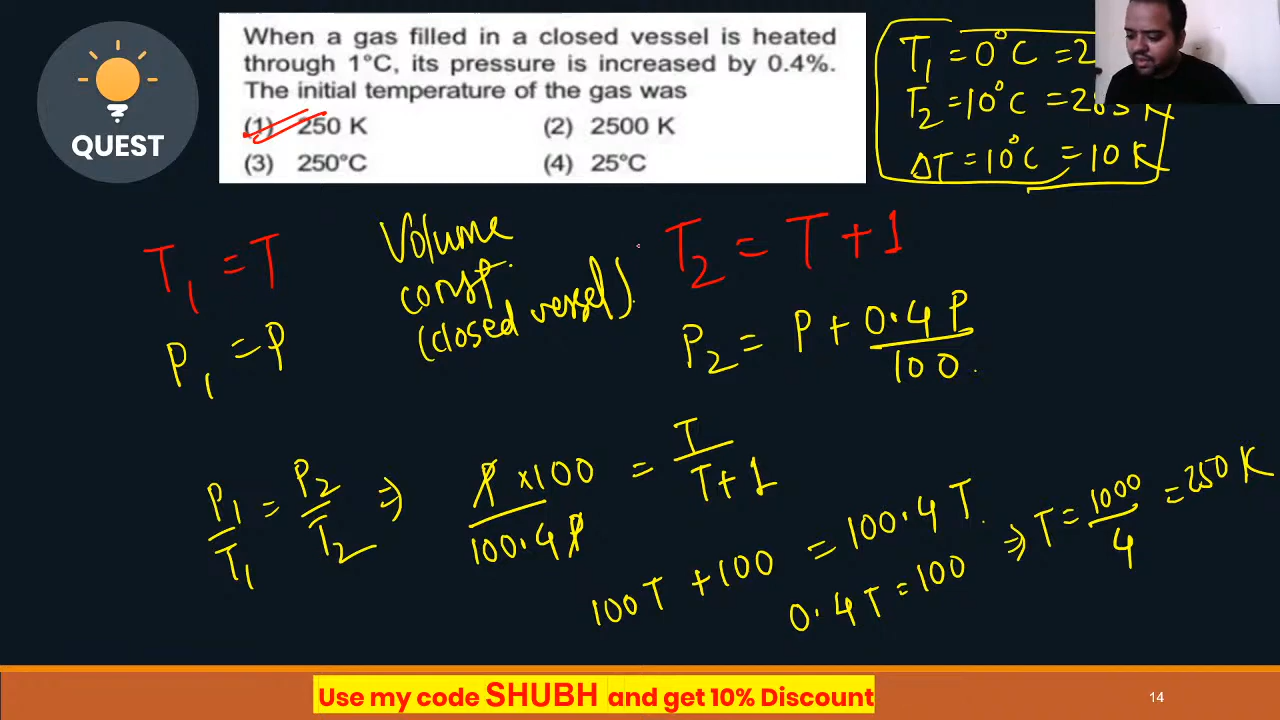 QUEST
When a gas filled in a closed vessel is heated
through 1°C, its pressure is increased by 0.4%.
The initial temperature of the gas was
(1) 250 K
(2) 2500 K
(3) 250°C
(4) 25°C
T₁ = 0°C = 2
T₂ = 10°C = 283 K
ΔT = 10°C = 10 K
T₁ = T
P₁ = P
Volume
const.
(closed vessel).
T₂ = T + 1
P₂ = P + 0.4 P / 100
P₁/T₁ = P₂/T₂ ⇒ P × 100 / 100.4 P = T / T + 1
100T + 100 = 100.4 T
0.4T = 100 ⇒ T = 1000/4 = 250 K
Use my code SHUBH and get 10% Discount
14